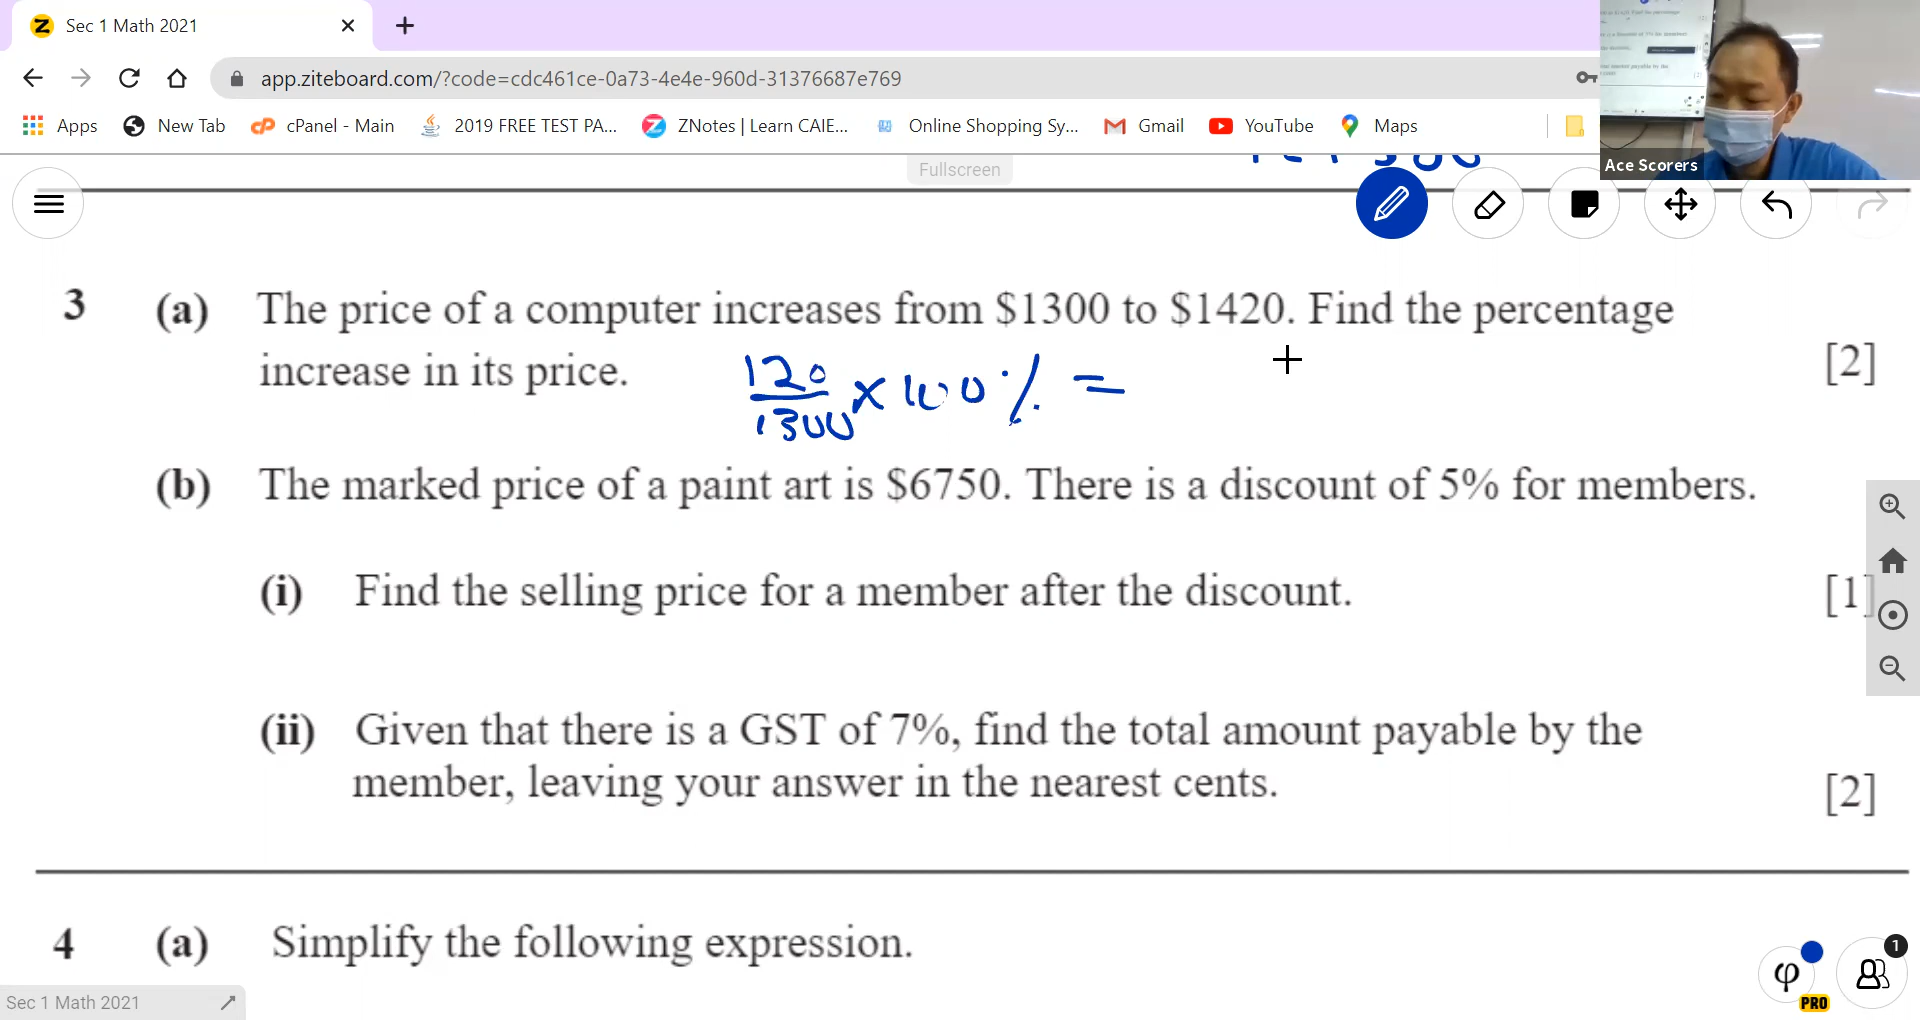 Sec 1 Math 2021
app.ziteboard.com/?code=cdc461ce-0a73-4e4e-960d-31376687e769
Apps New Tab cPanel - Main 2019 FREE TEST PA... ZNotes | Learn CAIE... Online Shopping Sy... Gmail YouTube Maps
Ace Scorers
Fullscreen
3 (a) The price of a computer increases from $1300 to $1420. Find the percentage
increase in its price. [2]
120/1300 × 100% =
(b) The marked price of a paint art is $6750. There is a discount of 5% for members.
(i) Find the selling price for a member after the discount. [1]
(ii) Given that there is a GST of 7%, find the total amount payable by the
member, leaving your answer in the nearest cents. [2]
4 (a) Simplify the following expression.
1
φ PRO
Sec 1 Math 2021